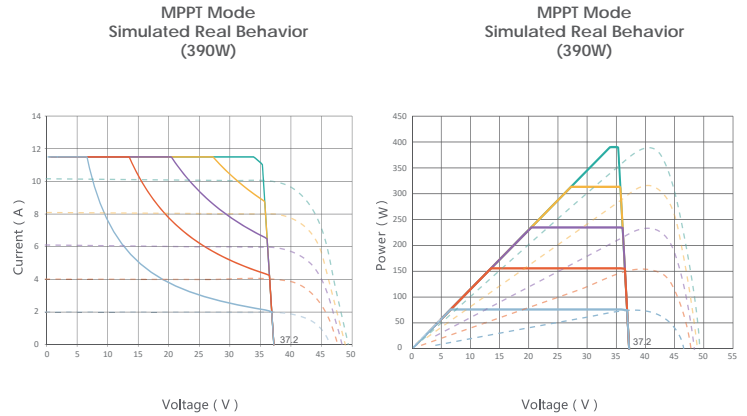 MPPT Mode
Simulated Real Behavior
(390W)
14
12
10
8
6
4
2
0
Current ( A )
37.2
0 5 10 15 20 25 30 35 40 45 50
Voltage ( V )
MPPT Mode
Simulated Real Behavior
(390W)
450
400
350
300
250
200
150
100
50
0
Power ( W )
37.2
0 5 10 15 20 25 30 35 40 45 50 55
Voltage ( V )